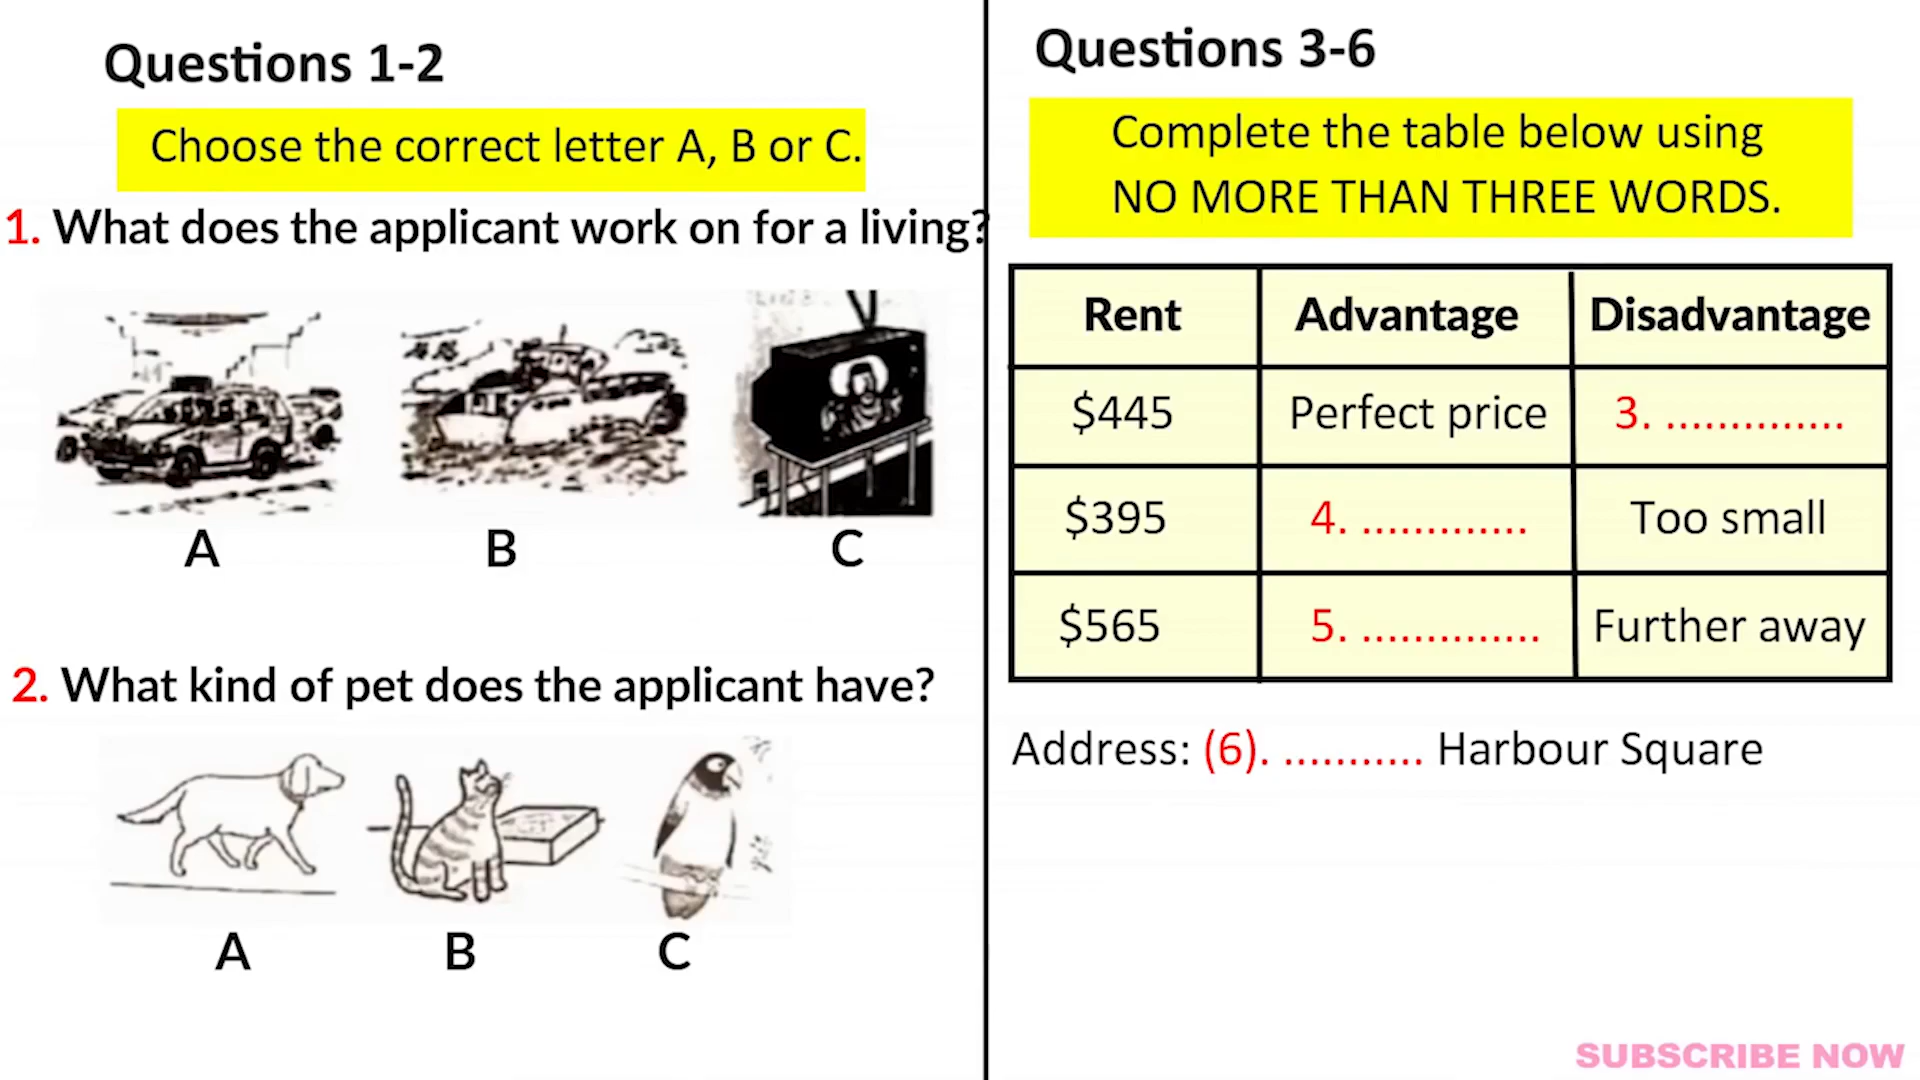 Questions 1-2
Choose the correct letter A, B or C.
1. What does the applicant work on for a living?
A B C
2. What kind of pet does the applicant have?
A B C
Questions 3-6
Complete the table below using
NO MORE THAN THREE WORDS.
Rent Advantage Disadvantage
$445 Perfect price 3. ..............
$395 4. ............. Too small
$565 5. .............. Further away
Address: (6). ........... Harbour Square
SUBSCRIBE NOW